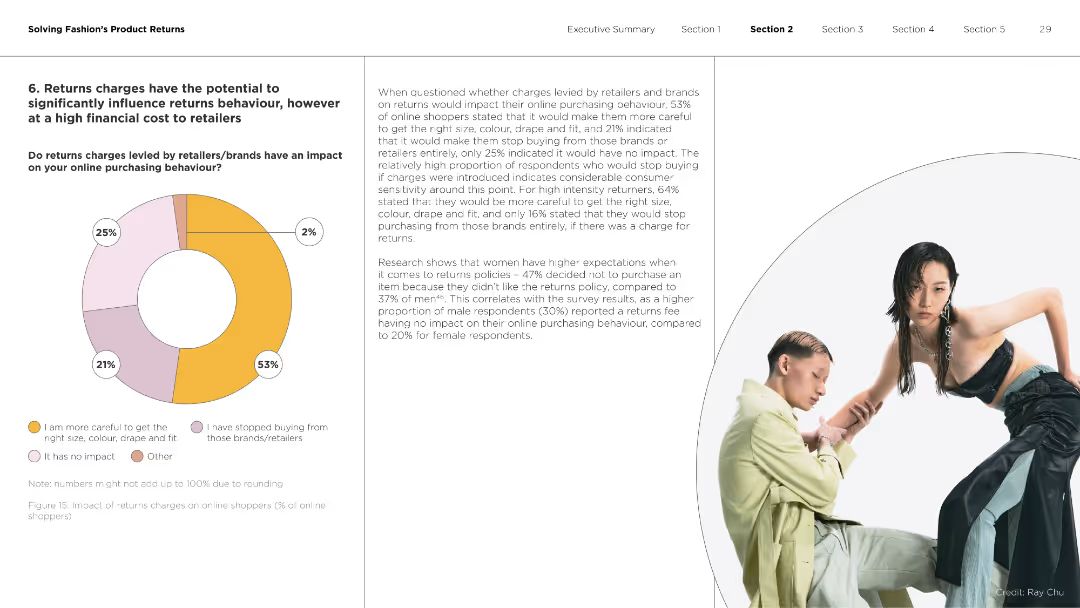 Solving Fashion's Product Returns
Executive Summary
Section 1
Section 2
Section 3
Section 4
Section 5
29
6. Returns charges have the potential to
significantly influence returns behaviour, however
at a high financial cost to retailers
Do returns charges levied by retailers/brands have an impact
on your online purchasing behaviour?
25%
2%
21%
53%
I am more careful to get the
right size, colour, drape and fit
I have stopped buying from
those brands/retailers
It has no impact
Other
Note: numbers might not add up to 100% due to rounding
Figure 15: Impact of returns charges on online shoppers (% of online
shoppers)
When questioned whether charges levied by retailers and brands
on returns would impact their online purchasing behaviour, 53%
of online shoppers stated that it would make them more careful
to get the right size, colour, drape and fit, and 21% indicated
that it would make them stop buying from those brands or
retailers entirely, only 25% indicated it would have no impact. The
relatively high proportion of respondents who would stop buying
if charges were introduced indicates considerable consumer
sensitivity around this point. For high intensity returners, 64%
stated that they would be more careful to get the right size,
colour, drape and fit, and only 16% stated that they would stop
purchasing from those brands entirely, if there was a charge for
returns.
Research shows that women have higher expectations when
it comes to returns policies – 47% decided not to purchase an
item because they didn't like the returns policy, compared to
37% of men. This correlates with the survey results, as a higher
proportion of male respondents (30%) reported a returns fee
having no impact on their online purchasing behaviour, compared
to 20% for female respondents.
Credit: Ray Chu